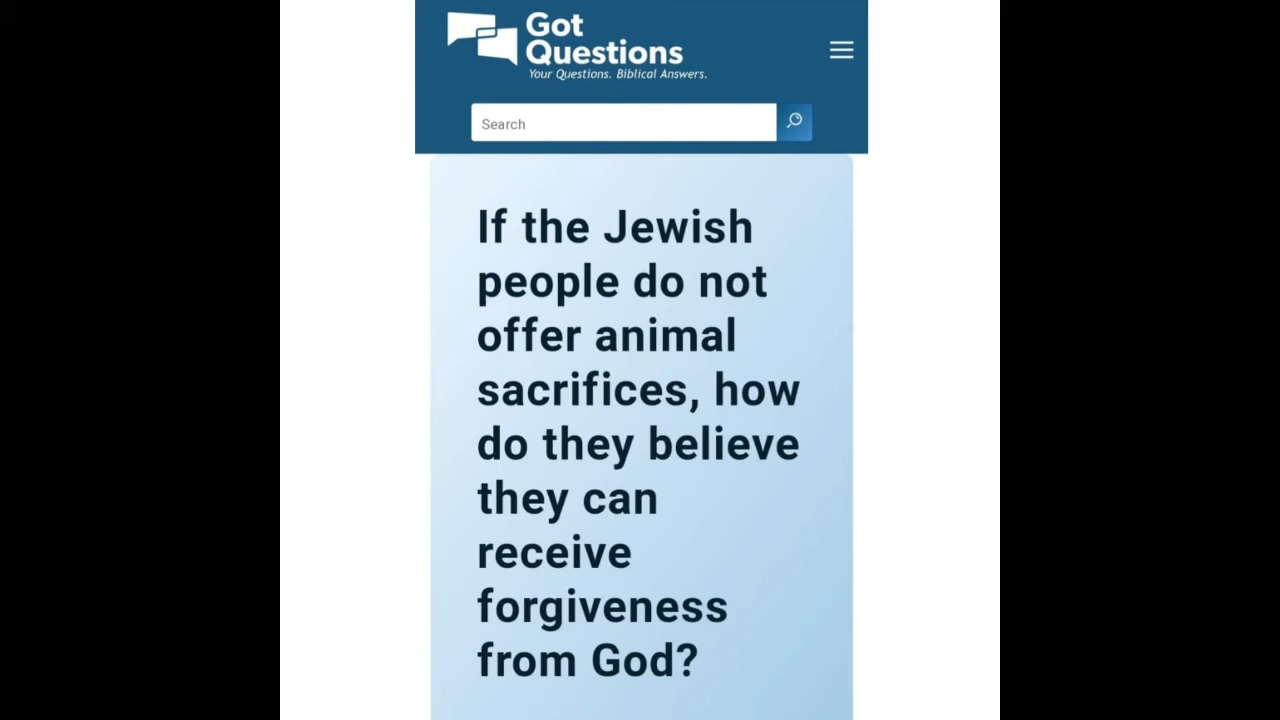 Got
Questions
Your Questions. Biblical Answers.
Search
If the Jewish
people do not
offer animal
sacrifices, how
do they believe
they can
receive
forgiveness
from God?